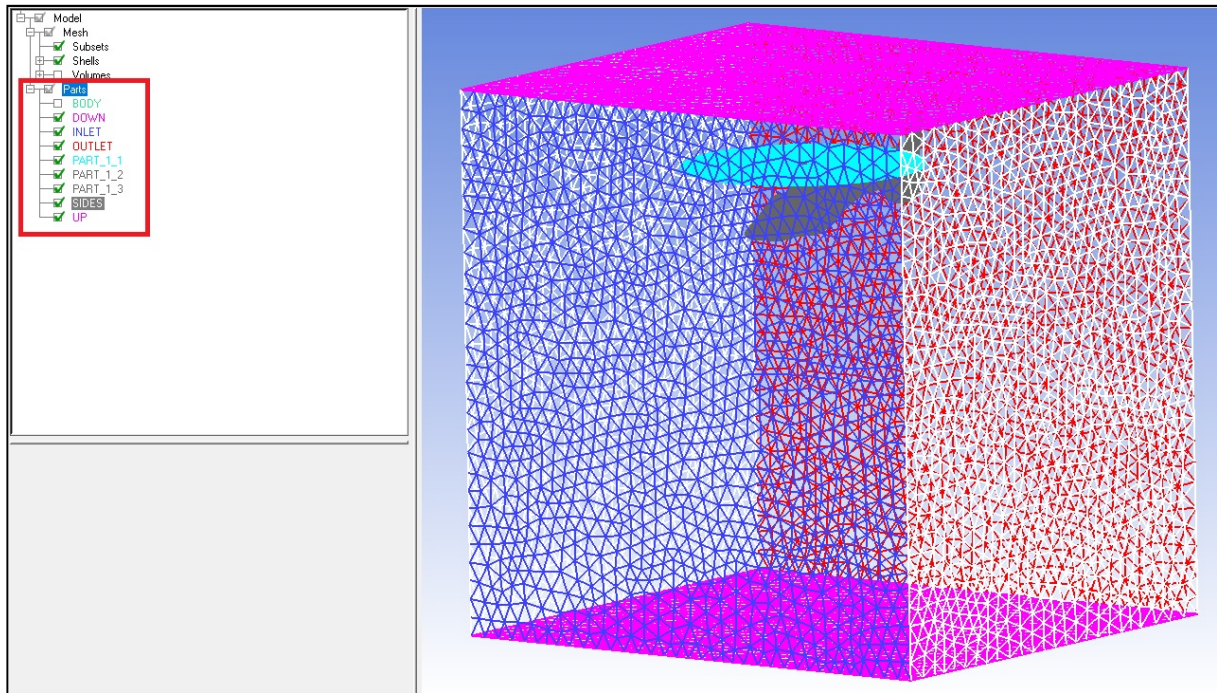 Model
Mesh
Subsets
Shells
Volumes
Parts
BODY
DOWN
INLET
OUTLET
PART_1_1
PART_1_2
PART_1_3
SIDES
UP